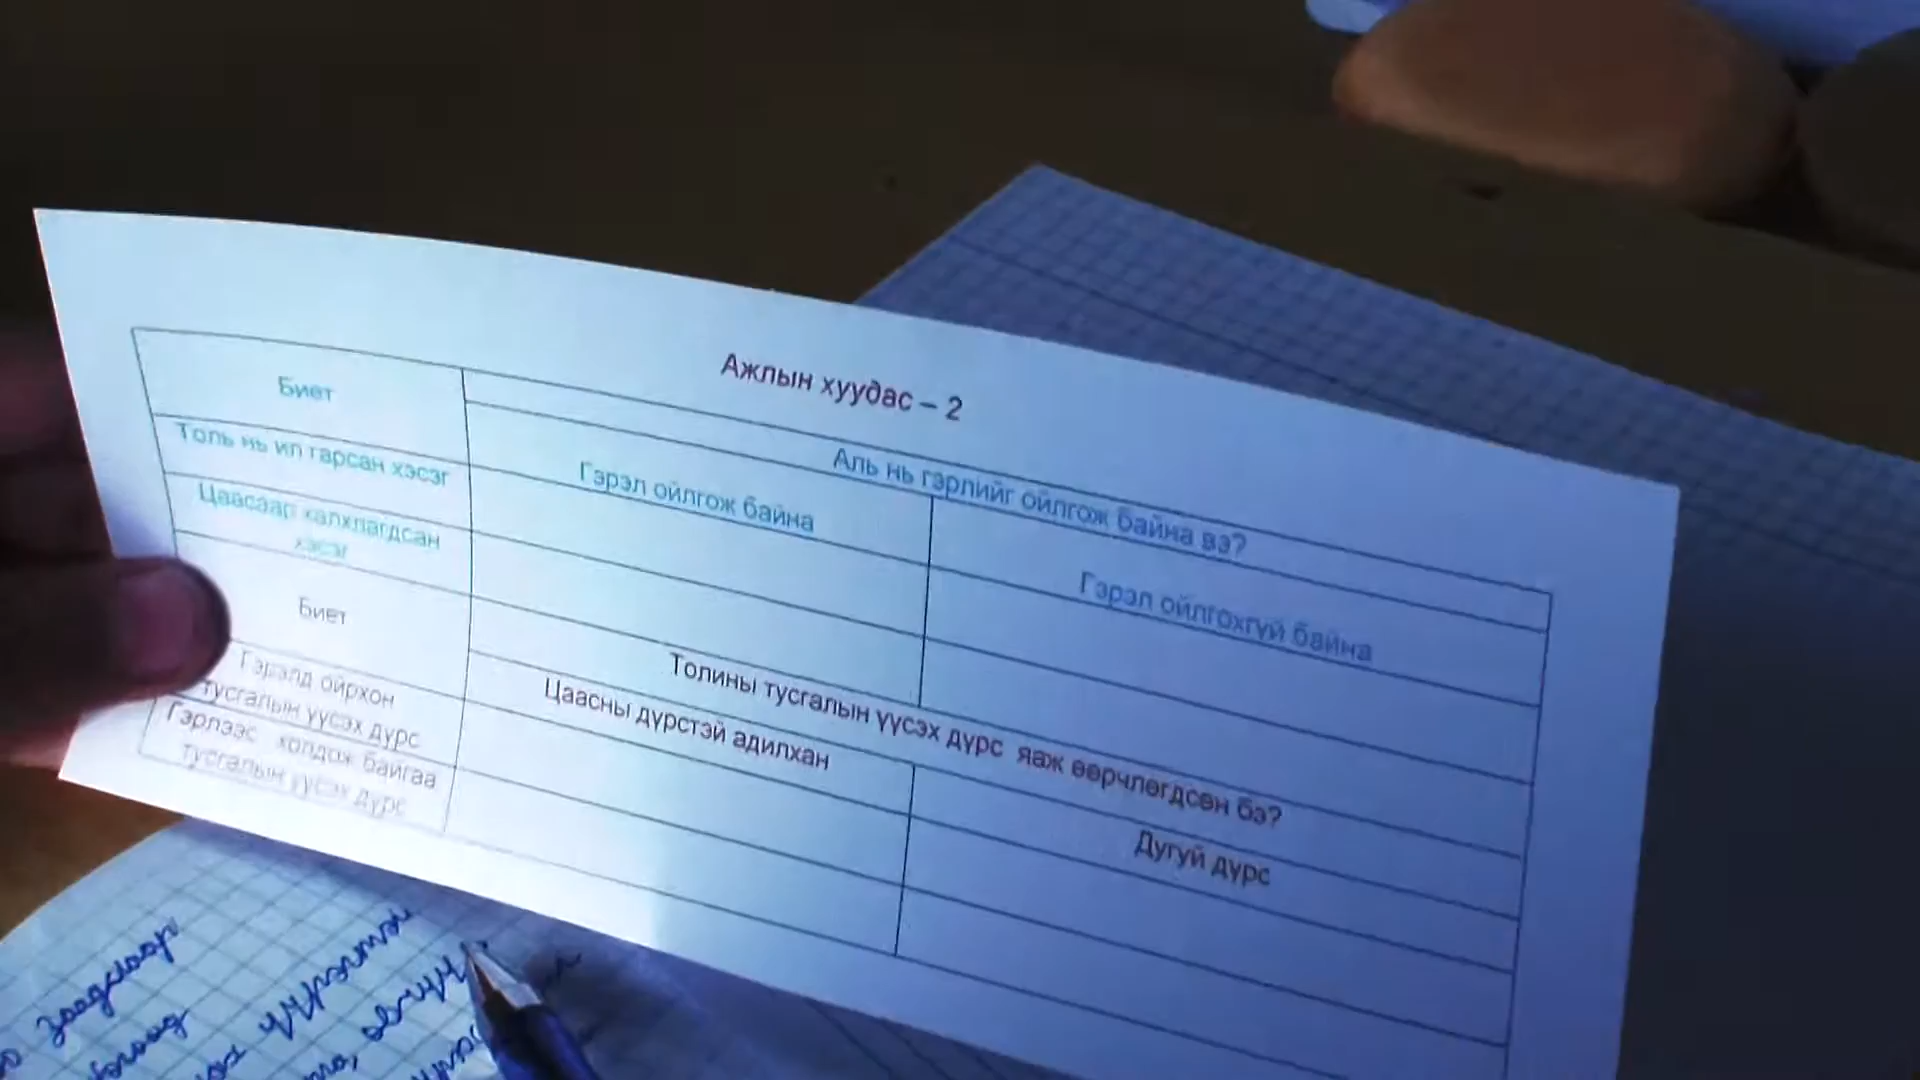 Ажлын хуудас – 2
Биет
Аль нь гэрлийг ойлгож байна вэ?
Гэрэл ойлгож байна
Гэрэл ойлгохгүй байна
Толь нь ил гарсан хэсэг
Цаасаар халхлагдсан
хэсэг
Биет
Толины тусгалын үүсэх дүрс яаж өөрчлөгдсөн бэ?
Цаасны дүрстэй адилхан
Дугуй дүрс
Гэрэлд ойрхон
тусгалын үүсэх дүрс
Гэрлээс холдож байгаа
тусгалын үүсэх дүрс